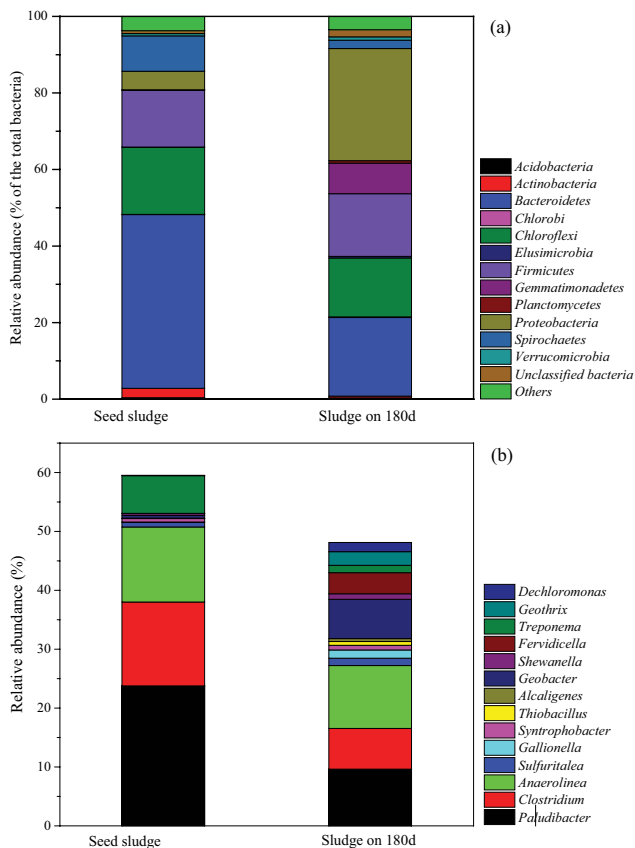 (a)
Relative abundance (% of the total bacteria)
100
80
60
40
20
0
Seed sludge
Sludge on 180d
Acidobacteria
Actinobacteria
Bacteroidetes
Chlorobi
Chloroflexi
Elusimicrobia
Firmicutes
Gemmatimonadetes
Planctomycetes
Proteobacteria
Spirochaetes
Verrucomicrobia
Unclassified bacteria
Others
(b)
Relative abundance (%)
60
50
40
30
20
10
0
Seed sludge
Sludge on 180d
Dechloromonas
Geothrix
Treponema
Fervidicella
Shewanella
Geobacter
Alcaligenes
Thiobacillus
Syntrophobacter
Gallionella
Sulfuritalea
Anaerolinea
Clostridium
Paludibacter